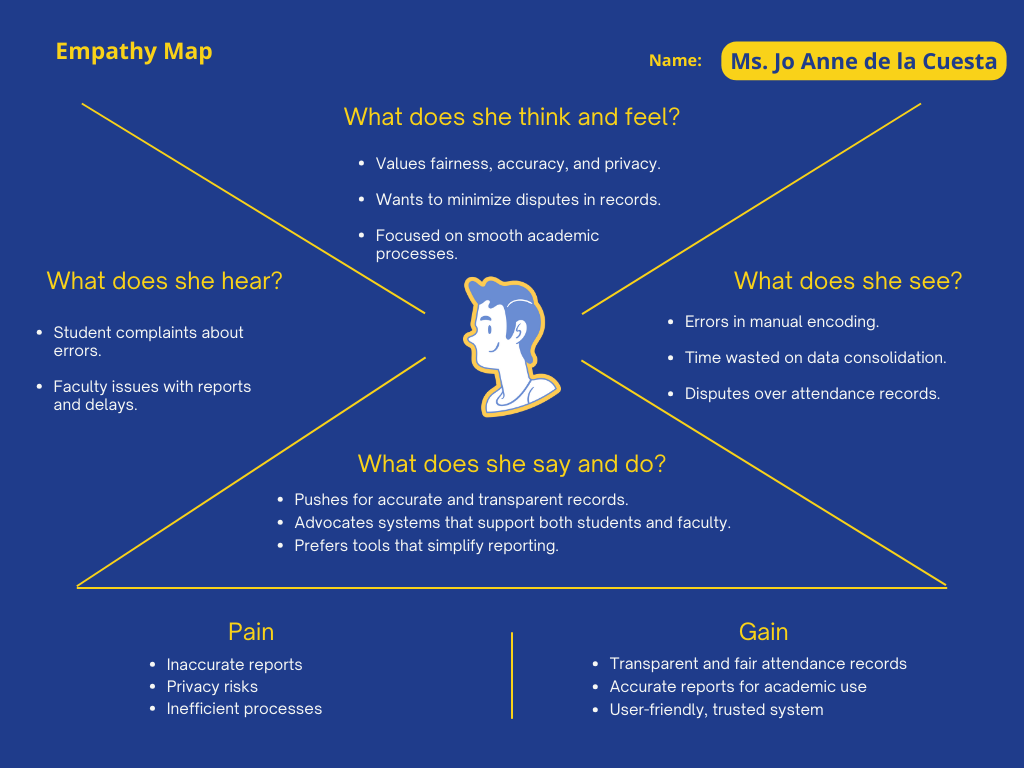 Empathy Map
Name: Ms. Jo Anne de la Cuesta
What does she think and feel?
• Values fairness, accuracy, and privacy.
• Wants to minimize disputes in records.
• Focused on smooth academic
processes.
What does she hear?
• Student complaints about
errors.
• Faculty issues with reports
and delays.
What does she see?
• Errors in manual encoding.
• Time wasted on data consolidation.
• Disputes over attendance records.
What does she say and do?
• Pushes for accurate and transparent records.
• Advocates systems that support both students and faculty.
• Prefers tools that simplify reporting.
Pain
• Inaccurate reports
• Privacy risks
• Inefficient processes
Gain
• Transparent and fair attendance records
• Accurate reports for academic use
• User-friendly, trusted system